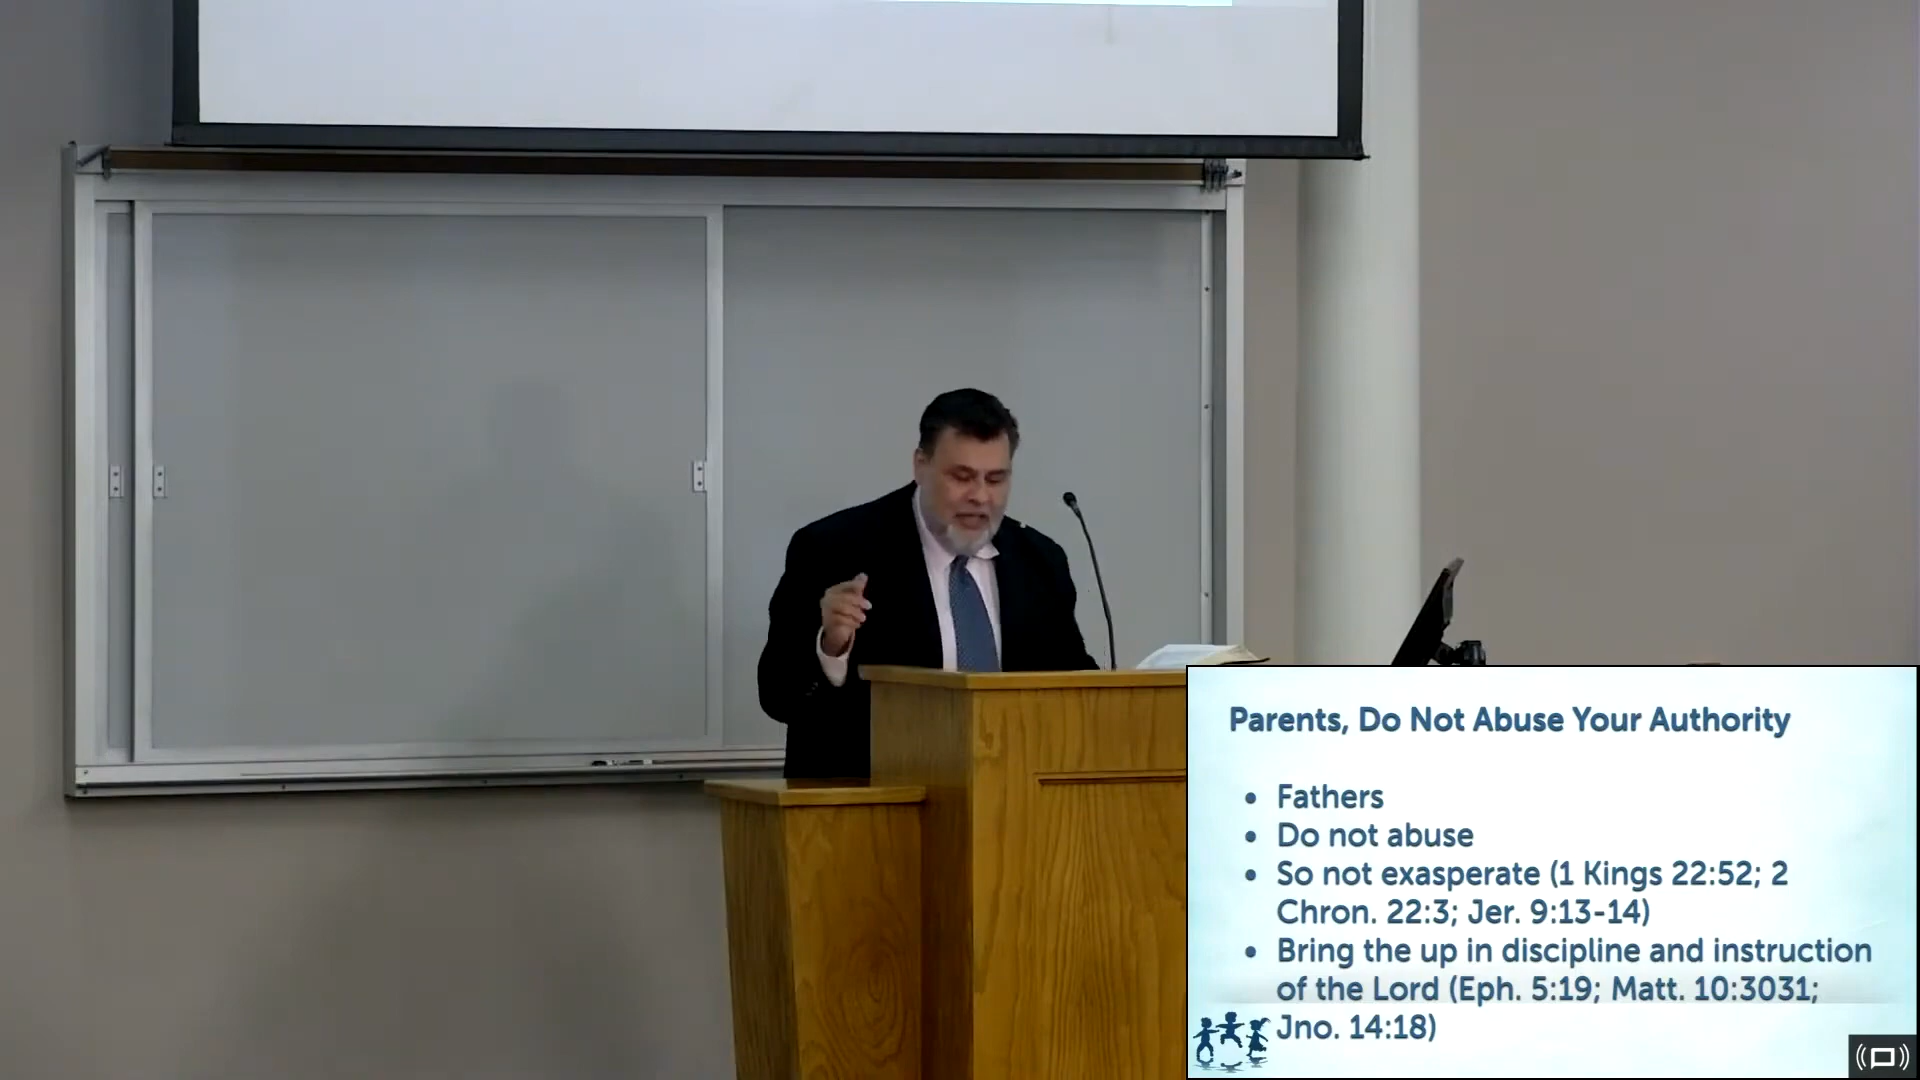 Parents, Do Not Abuse Your Authority
• Fathers
• Do not abuse
• So not exasperate (1 Kings 22:52; 2
Chron. 22:3; Jer. 9:13-14)
• Bring the up in discipline and instruction
of the Lord (Eph. 5:19; Matt. 10:3031;
Jno. 14:18)